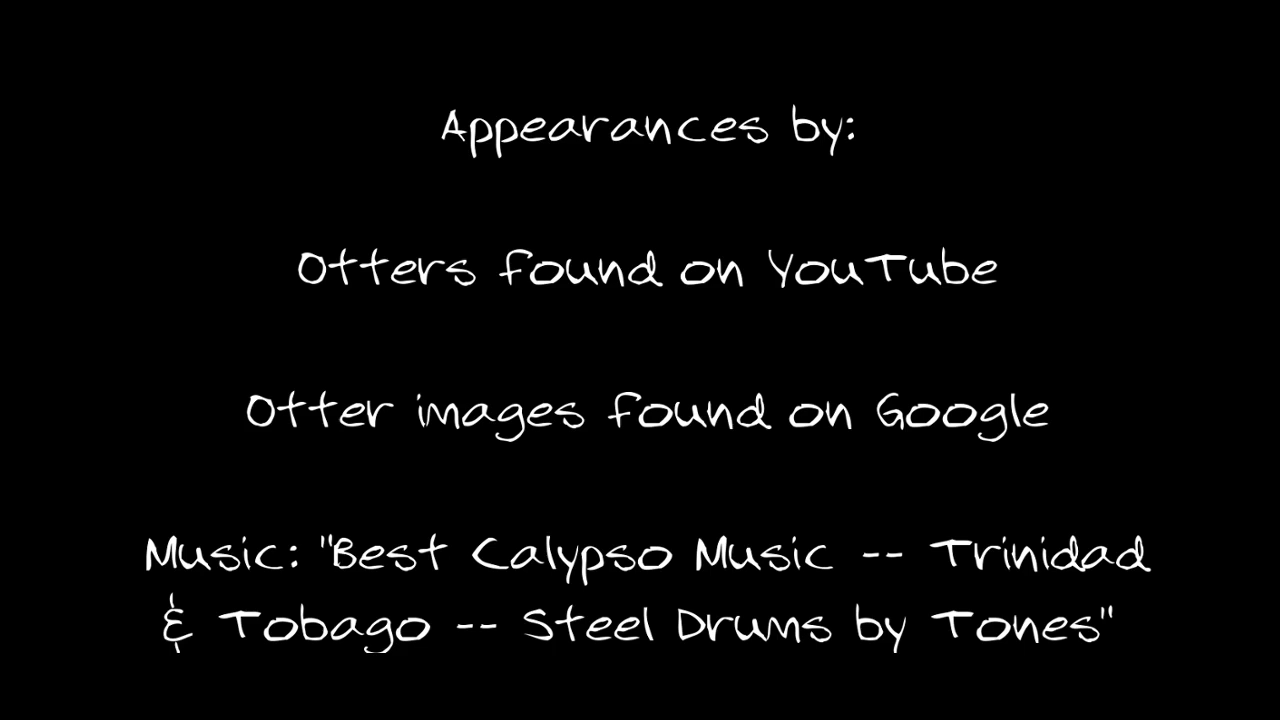 Appearances by:
Otters found on YouTube
Otter images found on Google
Music: "Best Calypso Music -- Trinidad
& Tobago -- Steel Drums by Tones"